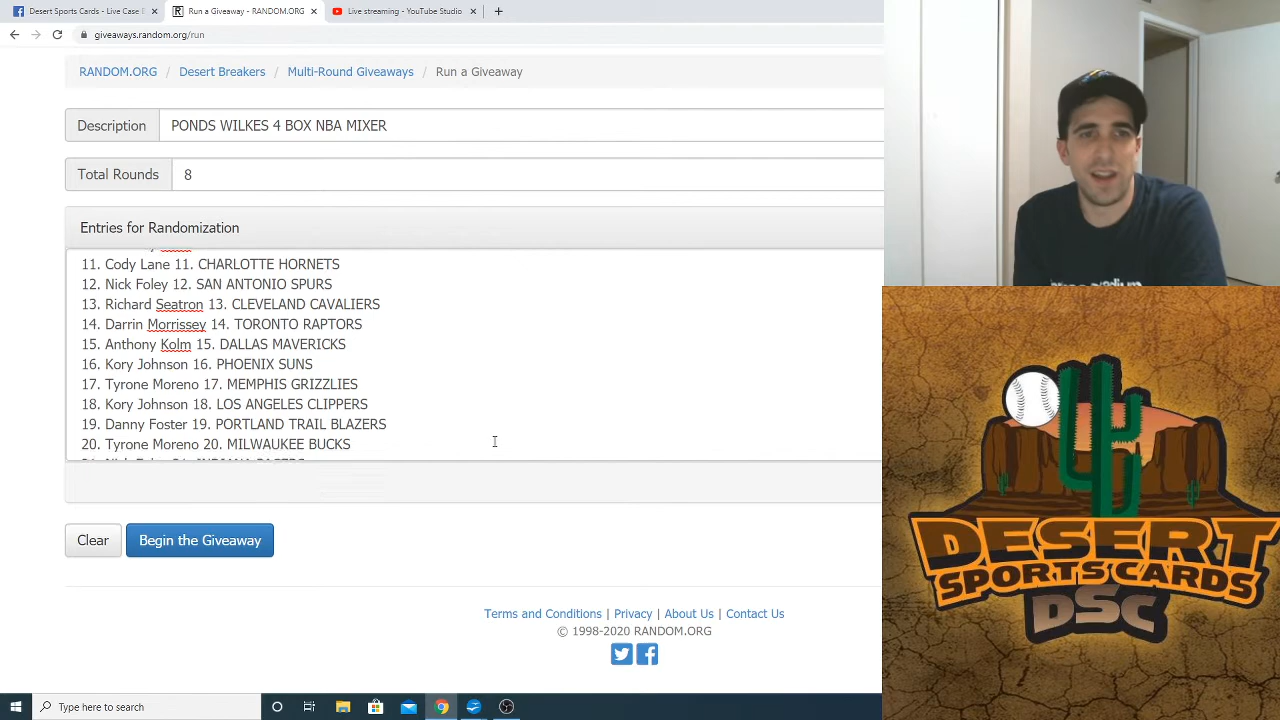 Desert Sports Cards - Live Case B
Run a Giveaway - RANDOM.ORG
Live streaming - YouTube Studio
giveaways.random.org/run
RANDOM.ORG / Desert Breakers / Multi-Round Giveaways / Run a Giveaway
Description PONDS WILKES 4 BOX NBA MIXER
Total Rounds 8
Entries for Randomization
11. Cody Lane 11. CHARLOTTE HORNETS
12. Nick Foley 12. SAN ANTONIO SPURS
13. Richard Seatron 13. CLEVELAND CAVALIERS
14. Darrin Morrissey 14. TORONTO RAPTORS
15. Anthony Kolm 15. DALLAS MAVERICKS
16. Kory Johnson 16. PHOENIX SUNS
17. Tyrone Moreno 17. MEMPHIS GRIZZLIES
18. Kory Johnson 18. LOS ANGELES CLIPPERS
19. Danny Foster 19. PORTLAND TRAIL BLAZERS
20. Tyrone Moreno 20. MILWAUKEE BUCKS
Clear
Begin the Giveaway
Terms and Conditions | Privacy | About Us | Contact Us
© 1998-2020 RANDOM.ORG
Type here to search
DESERT
SPORTS CARDS
DSC